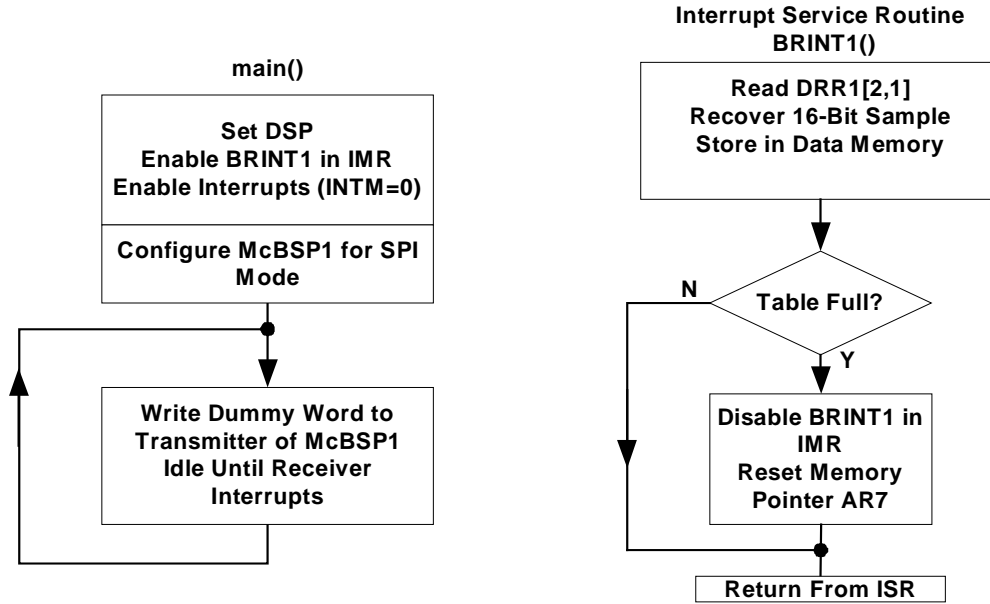 main()
Set DSP
Enable BRINT1 in IMR
Enable Interrupts (INTM=0)
Configure McBSP1 for SPI
Mode
Write Dummy Word to
Transmitter of McBSP1
Idle Until Receiver
Interrupts
Interrupt Service Routine
BRINT1()
Read DRR1[2,1]
Recover 16-Bit Sample
Store in Data Memory
N
Table Full?
Y
Disable BRINT1 in
IMR
Reset Memory
Pointer AR7
Return From ISR